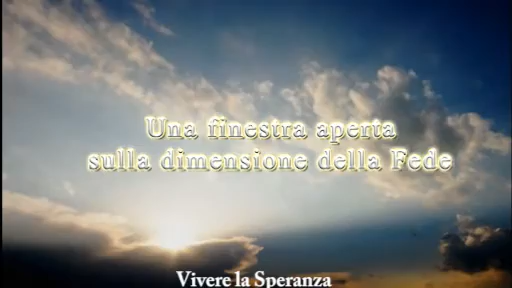 Una finestra aperta
sulla dimensione della Fede
Vivere la Speranza